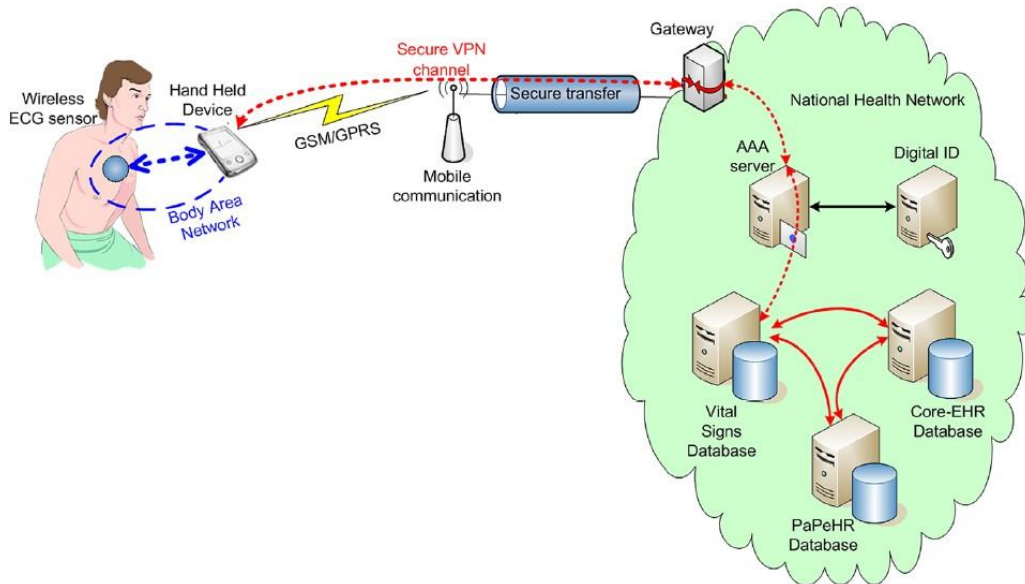 Wireless
ECG sensor
Hand Held
Device
Body Area
Network
GSM/GPRS
Secure VPN
channel
Mobile
communication
Secure transfer
Gateway
National Health Network
AAA
server
Digital ID
Vital
Signs
Database
Core-EHR
Database
PaPeHR
Database